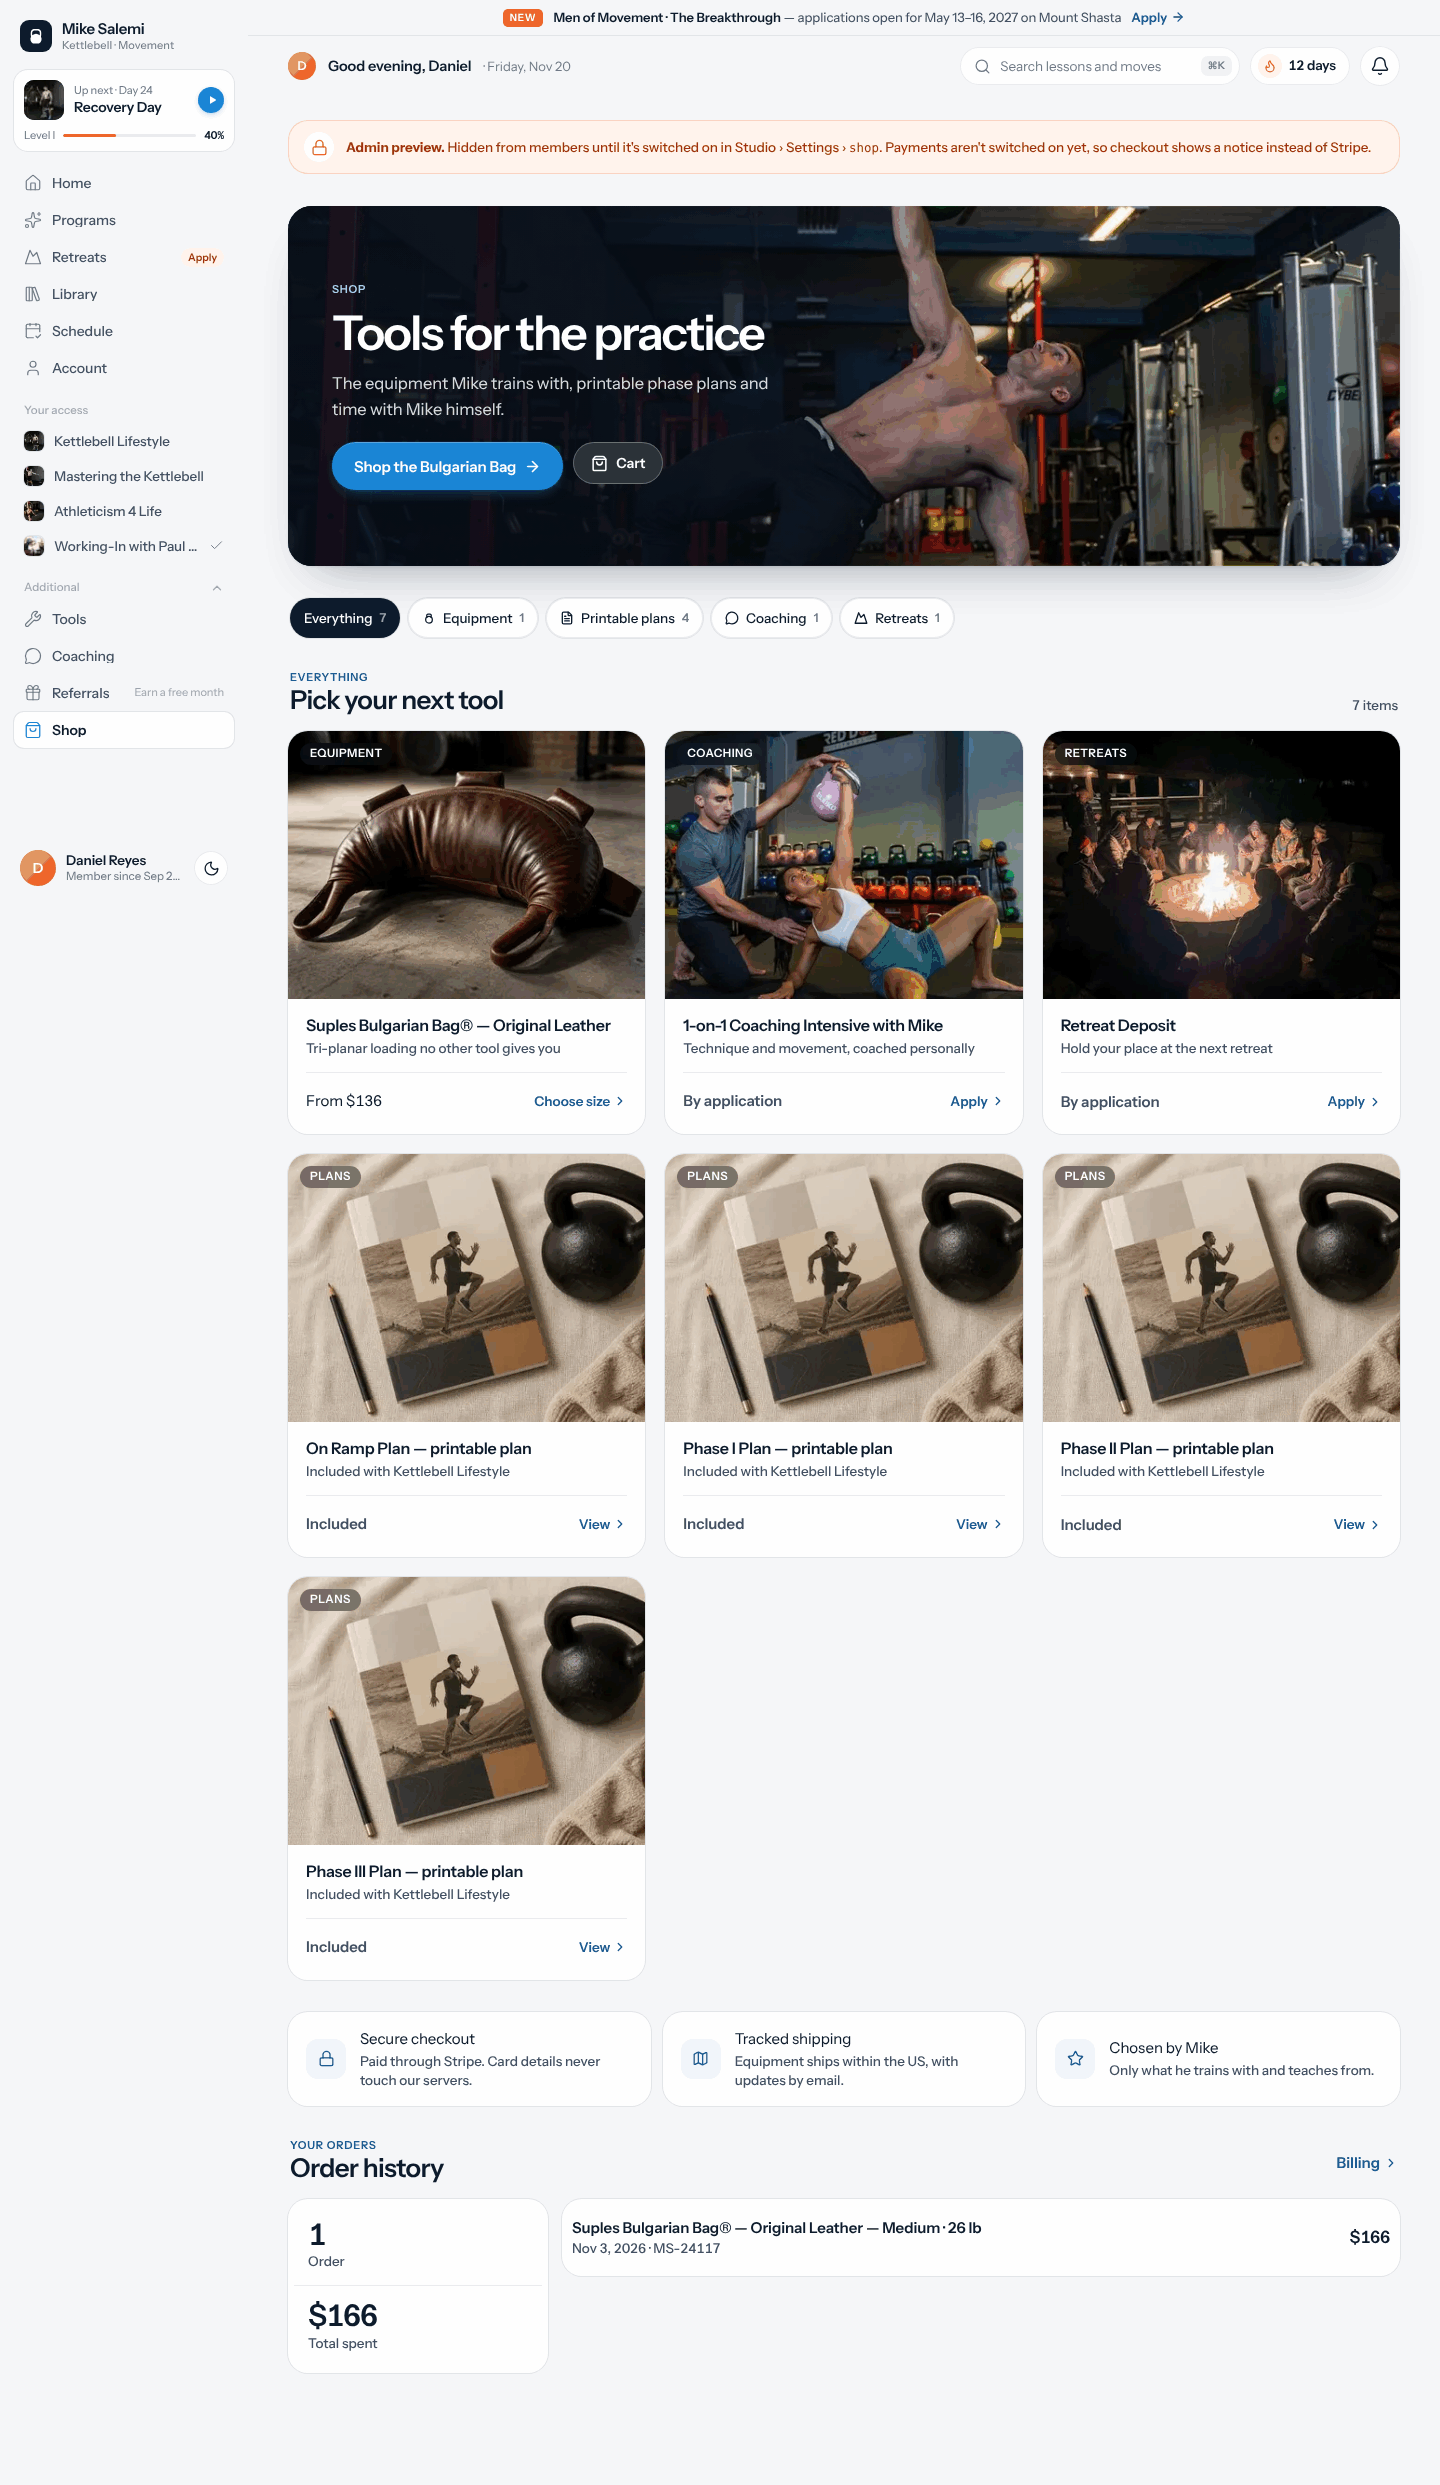 Mike Salemi
Kettlebell · Movement
Up next · Day 24
Recovery Day
Level I
40%
Home
Programs
Retreats
Apply
Library
Schedule
Account
Your access
Kettlebell Lifestyle
Mastering the Kettlebell
Athleticism 4 Life
Working-In with Paul ...
Additional
Tools
Coaching
Referrals
Earn a free month
Shop
D
Daniel Reyes
Member since Sep 2...
NEW Men of Movement · The Breakthrough — applications open for May 13–16, 2027 on Mount Shasta Apply →
D
Good evening, Daniel · Friday, Nov 20
Search lessons and moves
⌘K
12 days
Admin preview. Hidden from members until it's switched on in Studio › Settings › shop. Payments aren't switched on yet, so checkout shows a notice instead of Stripe.
SHOP
Tools for the practice
The equipment Mike trains with, printable phase plans and
time with Mike himself.
Shop the Bulgarian Bag →
Cart
CYBE
Everything 7
Equipment 1
Printable plans 4
Coaching 1
Retreats 1
EVERYTHING
Pick your next tool
7 items
EQUIPMENT
Suples Bulgarian Bag® — Original Leather
Tri-planar loading no other tool gives you
From $136
Choose size ›
COACHING
RED D
1-on-1 Coaching Intensive with Mike
Technique and movement, coached personally
By application
Apply ›
RETREATS
Retreat Deposit
Hold your place at the next retreat
By application
Apply ›
PLANS
On Ramp Plan — printable plan
Included with Kettlebell Lifestyle
Included
View ›
PLANS
Phase I Plan — printable plan
Included with Kettlebell Lifestyle
Included
View ›
PLANS
Phase II Plan — printable plan
Included with Kettlebell Lifestyle
Included
View ›
PLANS
Phase III Plan — printable plan
Included with Kettlebell Lifestyle
Included
View ›
Secure checkout
Paid through Stripe. Card details never
touch our servers.
Tracked shipping
Equipment ships within the US, with
updates by email.
Chosen by Mike
Only what he trains with and teaches from.
YOUR ORDERS
Order history
Billing ›
1
Order
$166
Total spent
Suples Bulgarian Bag® — Original Leather — Medium · 26 lb
Nov 3, 2026 · MS-24117
$166